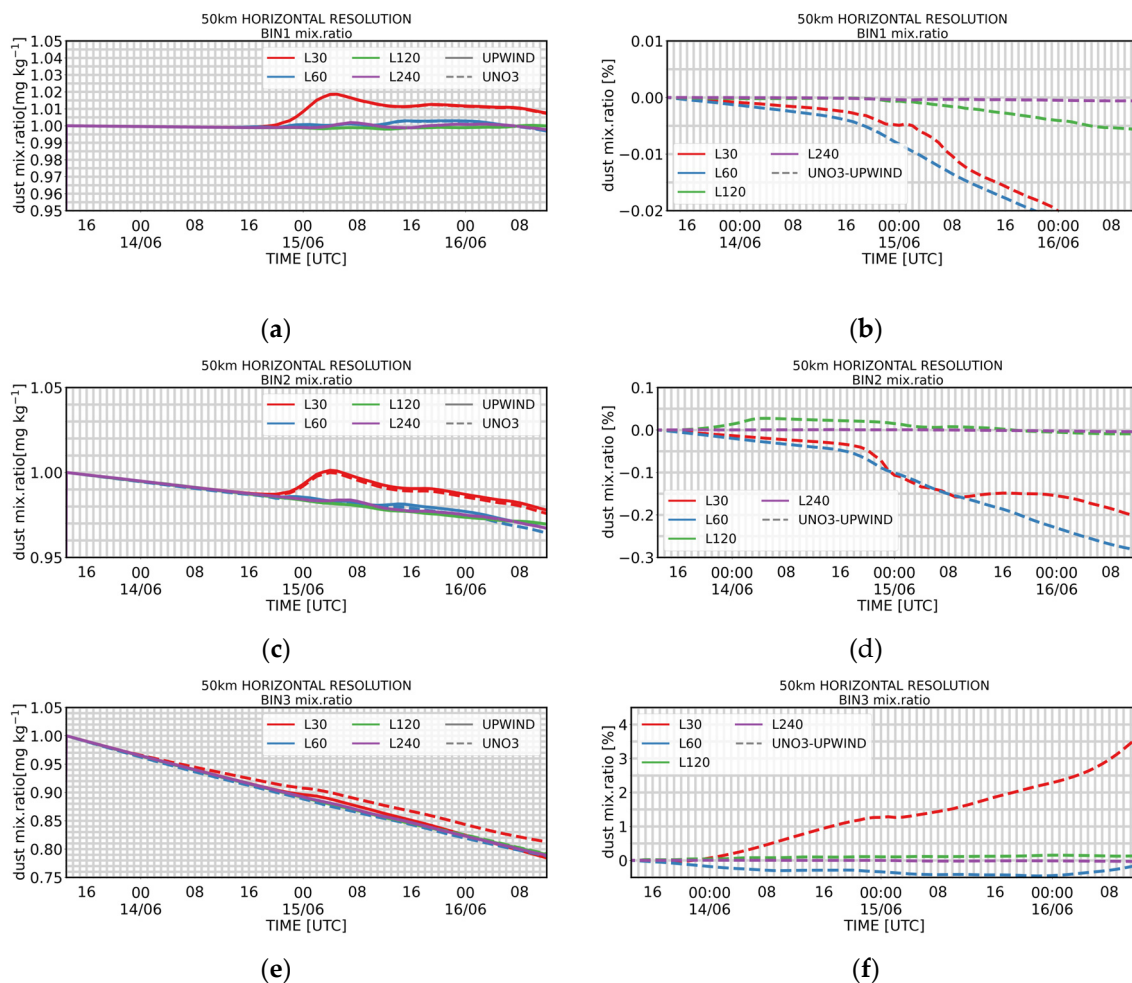 50km HORIZONTAL RESOLUTION
BIN1 mix.ratio
dust mix.ratio[mg kg⁻¹]
1.05
1.04
1.03
1.02
1.01
1.00
0.99
0.98
0.97
0.96
0.95
L30 L120 UPWIND
L60 L240 UNO3
16 00 08 16 00 08 16 00 08
14/06 15/06 16/06
TIME [UTC]
(a)
50km HORIZONTAL RESOLUTION
BIN1 mix.ratio
dust mix.ratio [%]
0.01
0.00
−0.01
−0.02
L30 L240
L60 UNO3-UPWIND
L120
16 00:00 08 16 00:00 08 16 00:00 08
14/06 15/06 16/06
TIME [UTC]
(b)
50km HORIZONTAL RESOLUTION
BIN2 mix.ratio
dust mix.ratio[mg kg⁻¹]
1.05
1.00
0.95
L30 L120 UPWIND
L60 L240 UNO3
16 00 08 16 00 08 16 00 08
14/06 15/06 16/06
TIME [UTC]
(c)
50km HORIZONTAL RESOLUTION
BIN2 mix.ratio
dust mix.ratio [%]
0.1
0.0
−0.1
−0.2
−0.3
L30 L240
L60 UNO3-UPWIND
L120
16 00:00 08 16 00:00 08 16 00:00 08
14/06 15/06 16/06
TIME [UTC]
(d)
50km HORIZONTAL RESOLUTION
BIN3 mix.ratio
dust mix.ratio[mg kg⁻¹]
1.05
1.00
0.95
0.90
0.85
0.80
0.75
L30 L120 UPWIND
L60 L240 UNO3
16 00 08 16 00 08 16 00 08
14/06 15/06 16/06
TIME [UTC]
(e)
50km HORIZONTAL RESOLUTION
BIN3 mix.ratio
dust mix.ratio [%]
4
3
2
1
0
L30 L240
L60 UNO3-UPWIND
L120
16 00:00 08 16 00:00 08 16 00:00 08
14/06 15/06 16/06
TIME [UTC]
(f)